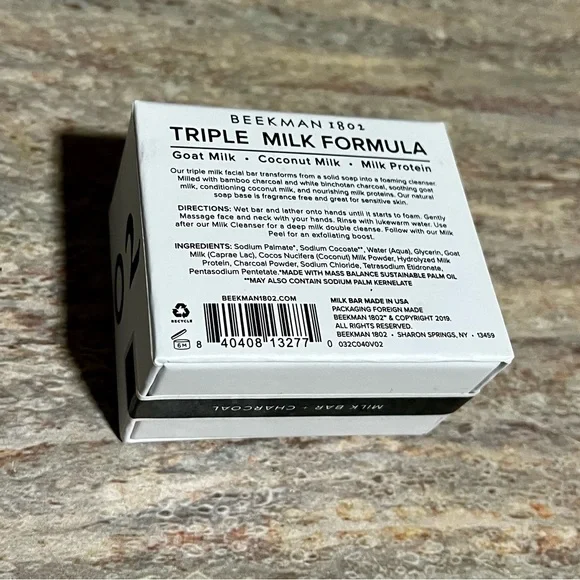 BEEKMAN 1802
TRIPLE MILK FORMULA
Goat Milk • Coconut Milk • Milk Protein
Our triple milk facial bar transforms from a solid soap into a foaming cleanser.
Milled with bamboo charcoal and white binchotan charcoal, soothing goat
milk, conditioning coconut milk, and nourishing milk proteins. Our natural
soap base is fragrance free and great for sensitive skin.
DIRECTIONS: Wet bar and lather onto hands until it starts to foam. Gently
Massage face and neck with your hands. Rinse with lukewarm water. Use
after our Milk Cleanser for a deep milk double cleanse. Follow with our Milk
Peel for an exfoliating boost.
INGREDIENTS: Sodium Palmate*, Sodium Cocoate**, Water (Aqua), Glycerin, Goat
Milk (Caprae Lac), Cocos Nucifera (Coconut) Milk Powder, Hydrolyzed Milk
Protein, Charcoal Powder, Sodium Chloride, Tetrasodium Etidronate,
Pentasodium Pentetate.*MADE WITH MASS BALANCE SUSTAINABLE PALM OIL
**MAY ALSO CONTAIN SODIUM PALM KERNELATE
BEEKMAN1802.COM
RECYCLE
6M
8 40408 13277 0
MILK BAR MADE IN USA
PACKAGING FOREIGN MADE
BEEKMAN 1802™ & COPYRIGHT 2019.
ALL RIGHTS RESERVED.
BEEKMAN 1802 • SHARON SPRINGS, NY • 13459
032C040V02
MILK BAR - CHARCOAL